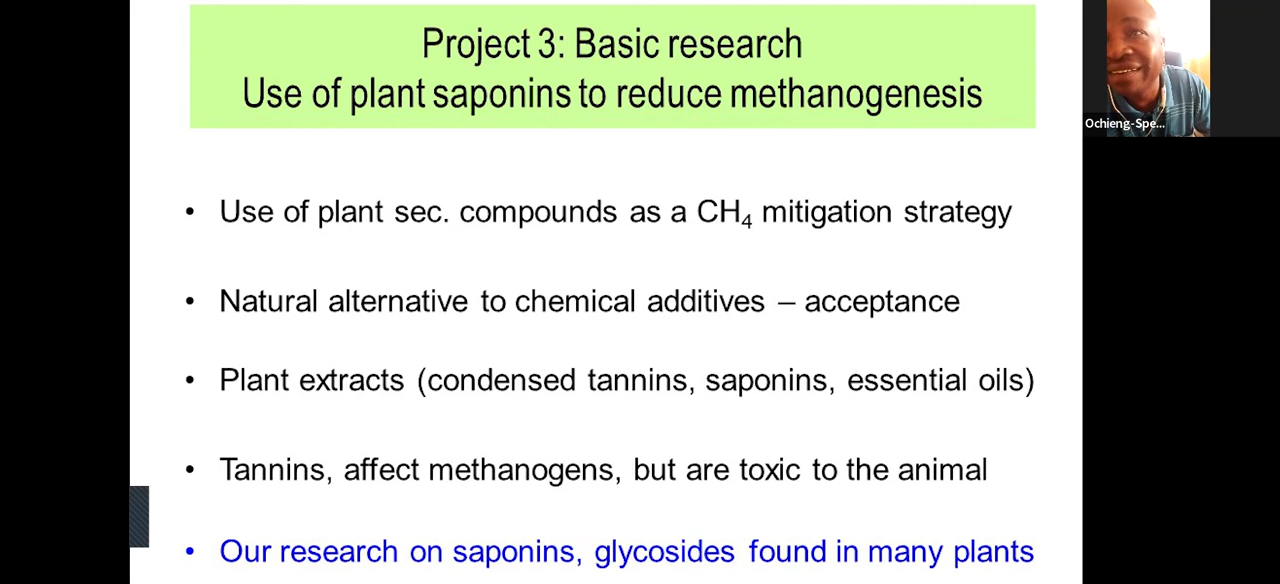 Project 3: Basic research
Use of plant saponins to reduce methanogenesis
Ochieng-Spe...
• Use of plant sec. compounds as a CH₄ mitigation strategy
• Natural alternative to chemical additives – acceptance
• Plant extracts (condensed tannins, saponins, essential oils)
• Tannins, affect methanogens, but are toxic to the animal
• Our research on saponins, glycosides found in many plants